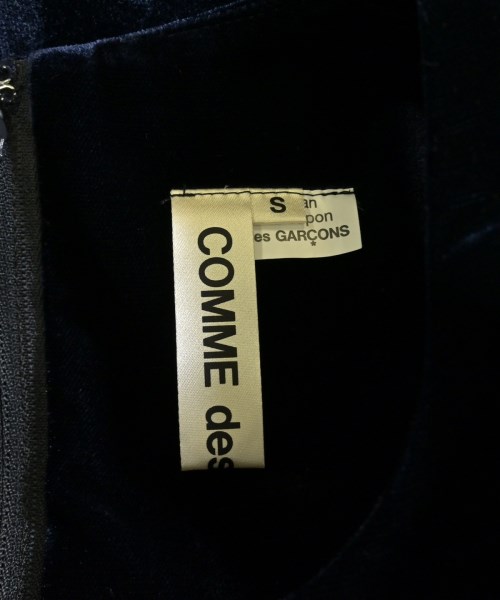 COMME des
S
an
pon
es GARÇONS
*